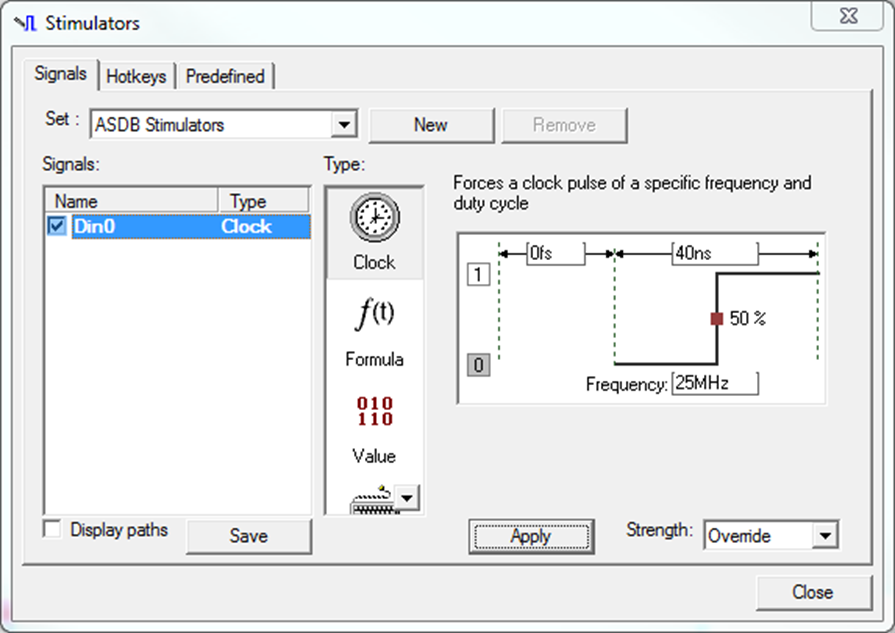 Stimulators
Signals
Hotkeys
Predefined
Set :
ASDB Stimulators
New
Remove
Signals:
Name
Type
Din0
Clock
Type:
Clock
f(t)
Formula
010
110
Value
Forces a clock pulse of a specific frequency and
duty cycle
0fs
40ns
1
50 %
0
Frequency:
25MHz
Display paths
Save
Apply
Strength:
Override
Close